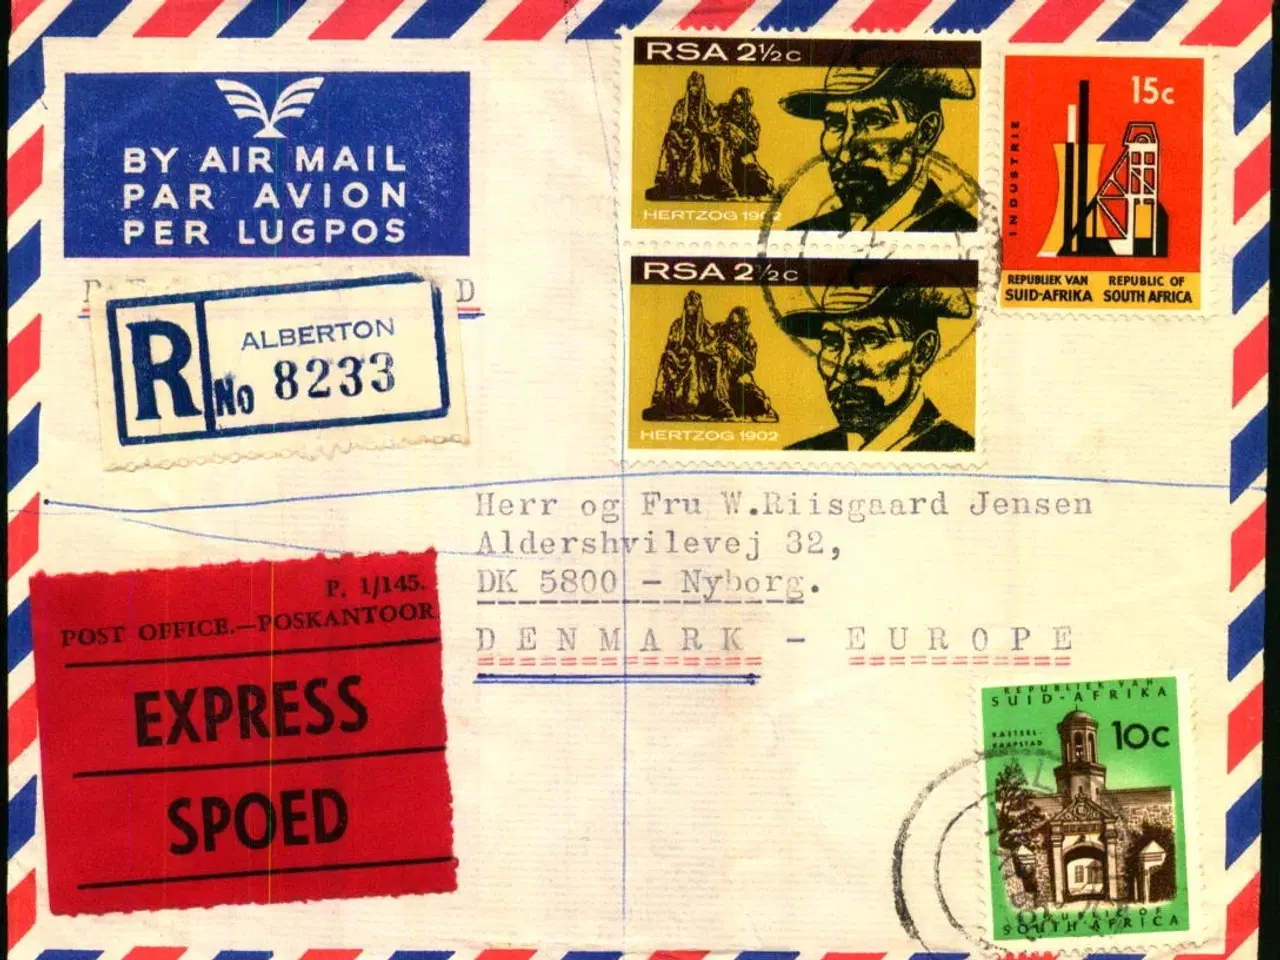 BY AIR MAIL
PAR AVION
PER LUGPOS
R
ALBERTON
No 8233
RSA 2½c
HERTZOG 1902
RSA 2½c
HERTZOG 1902
15c
INDUSTRIE
REPUBLIEK VAN REPUBLIC OF
SUID-AFRIKA SOUTH AFRICA
Herr og Fru W.Riisgaard Jensen
Aldershvilevej 32,
DK 5800 - Nyborg.
DENMARK - EUROPE
P. 1/145.
POST OFFICE.—POSKANTOOR
EXPRESS
SPOED
REPUBLIEK VAN
SUID-AFRIKA
KASTEEL-
KAAPSTAD
10c
REPUBLIC OF
SOUTH AFRICA